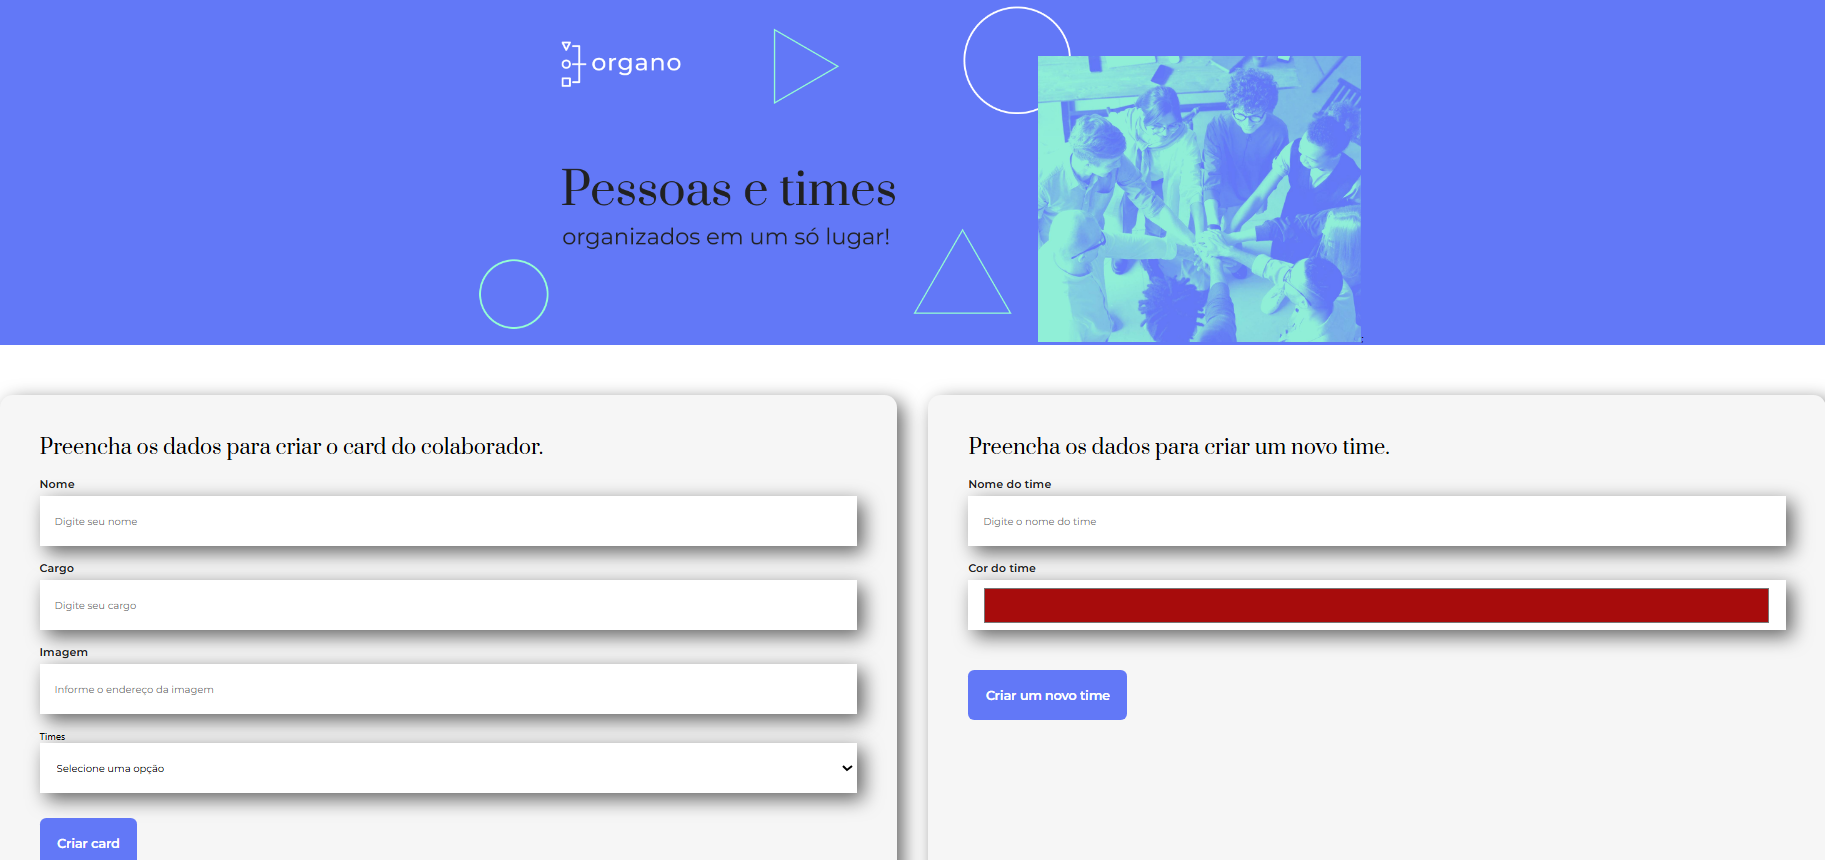 organo
Pessoas e times
organizados em um só lugar!
;
Preencha os dados para criar o card do colaborador.
Nome
Digite seu nome
Cargo
Digite seu cargo
Imagem
Informe o endereço da imagem
Times
Selecione uma opção
Criar card
Preencha os dados para criar um novo time.
Nome do time
Digite o nome do time
Cor do time
Criar um novo time